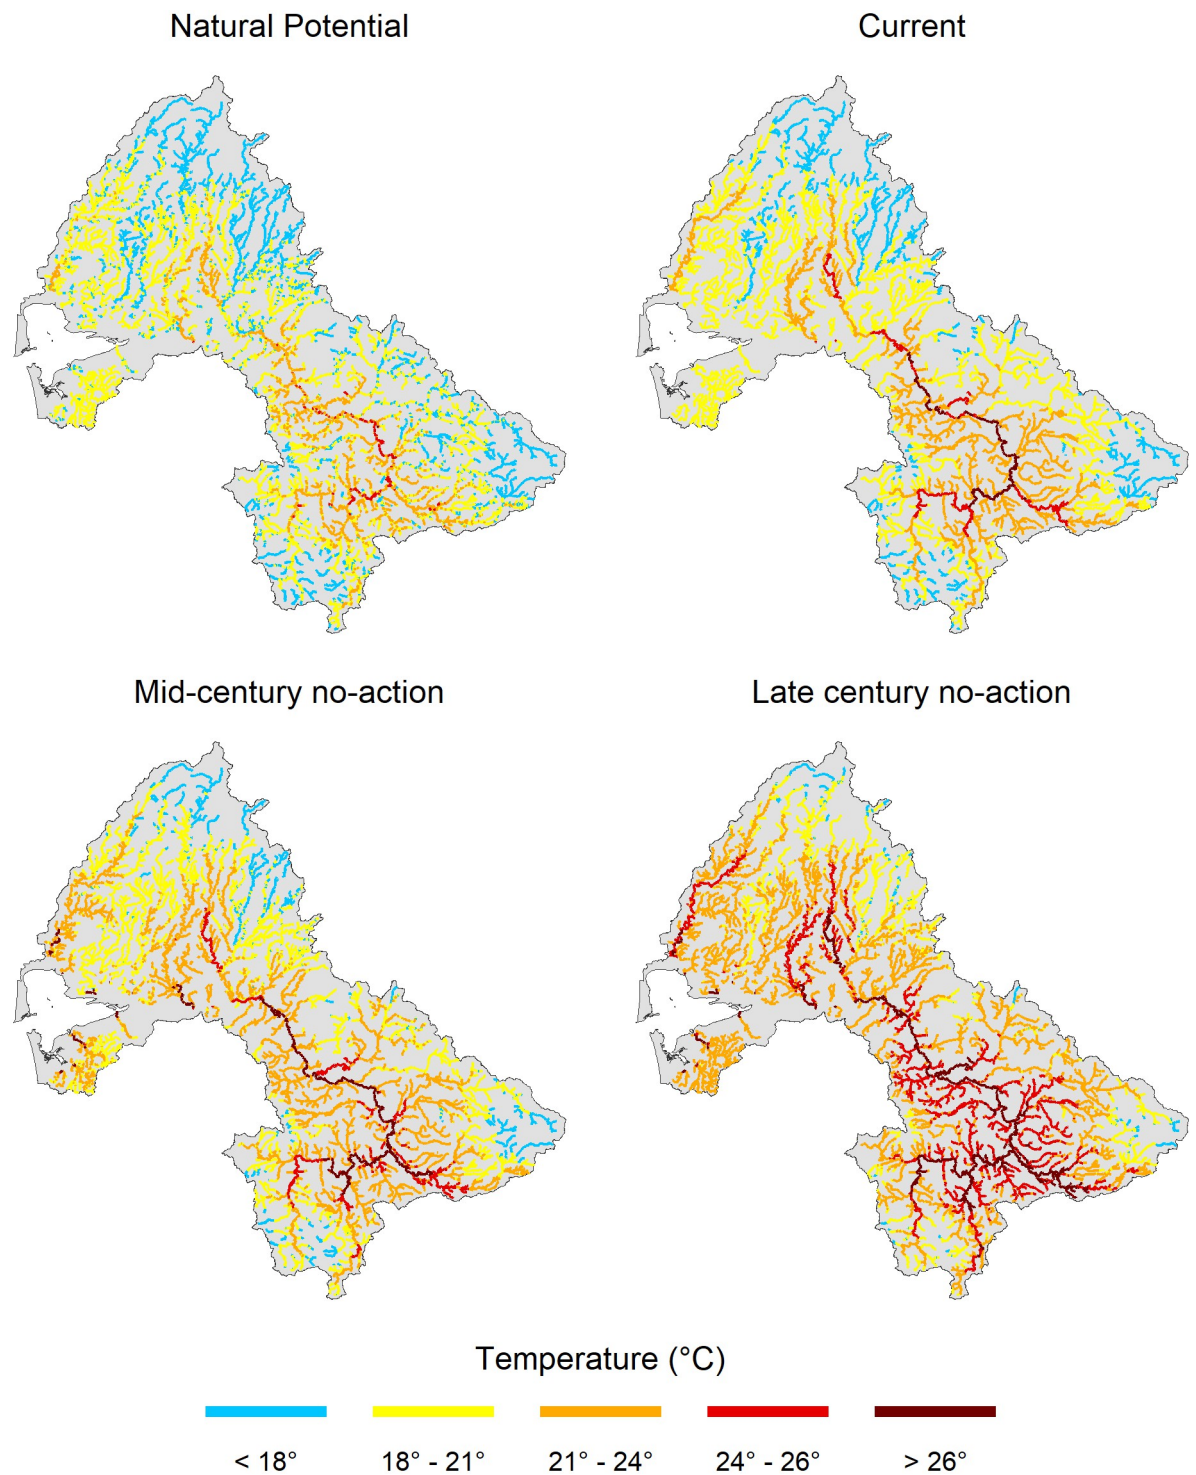 Natural Potential
Current
Mid-century no-action
Late century no-action
Temperature (°C)
< 18°
18° - 21°
21° - 24°
24° - 26°
> 26°